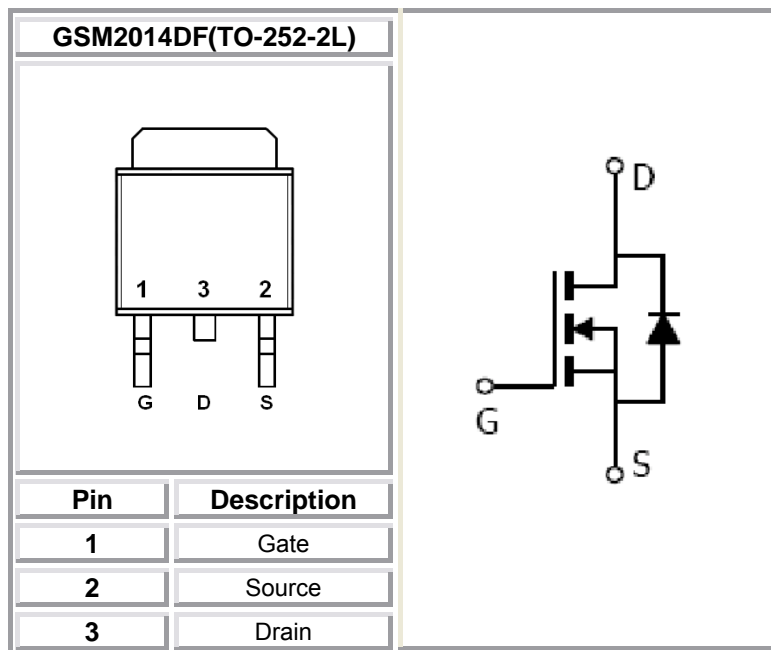 GSM2014DF(TO-252-2L)
1 3 2
G D S
Pin Description
1 Gate
2 Source
3 Drain
D
G
S